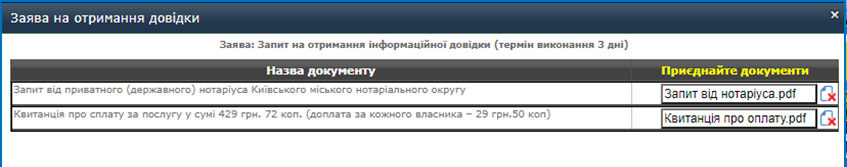 Заява на отримання довідки
Заява: Запит на отримання інформаційної довідки (термін виконання 3 дні)
Назва документу Приєднайте документи
Запит від приватного (державного) нотаріуса Київського міського нотаріального округу Запит від нотаріуса.pdf
Квитанція про сплату за послугу у сумі 429 грн. 72 коп. (доплата за кожного власника – 29 грн.50 коп) Квитанція про оплату.pdf